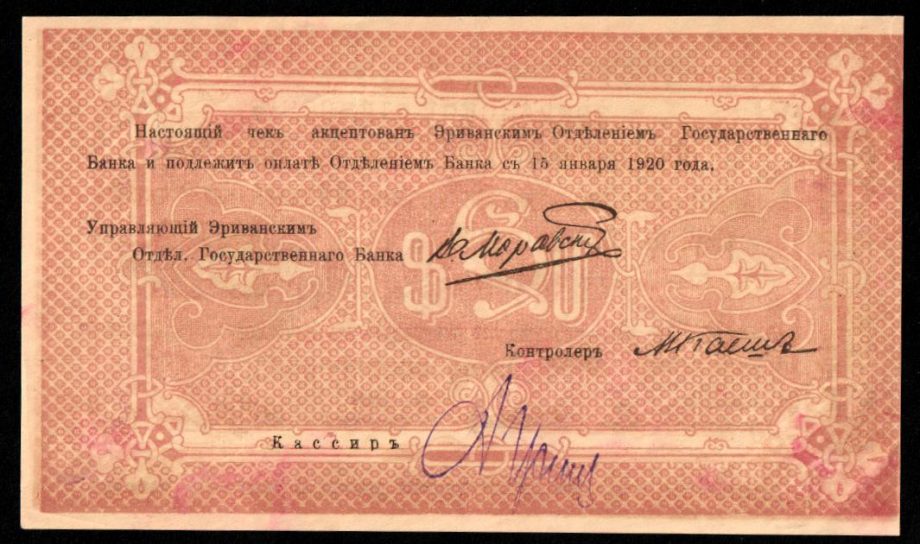 Настоящій чекъ акцептованъ Эриванскимъ Отдѣленіемъ Государственнаго
Банка и подлежитъ оплатѣ Отдѣленіемъ Банка съ 15 января 1920 года.
Управляющій Эриванскимъ
Отдѣл. Государственнаго Банка
Контролеръ
Кассиръ